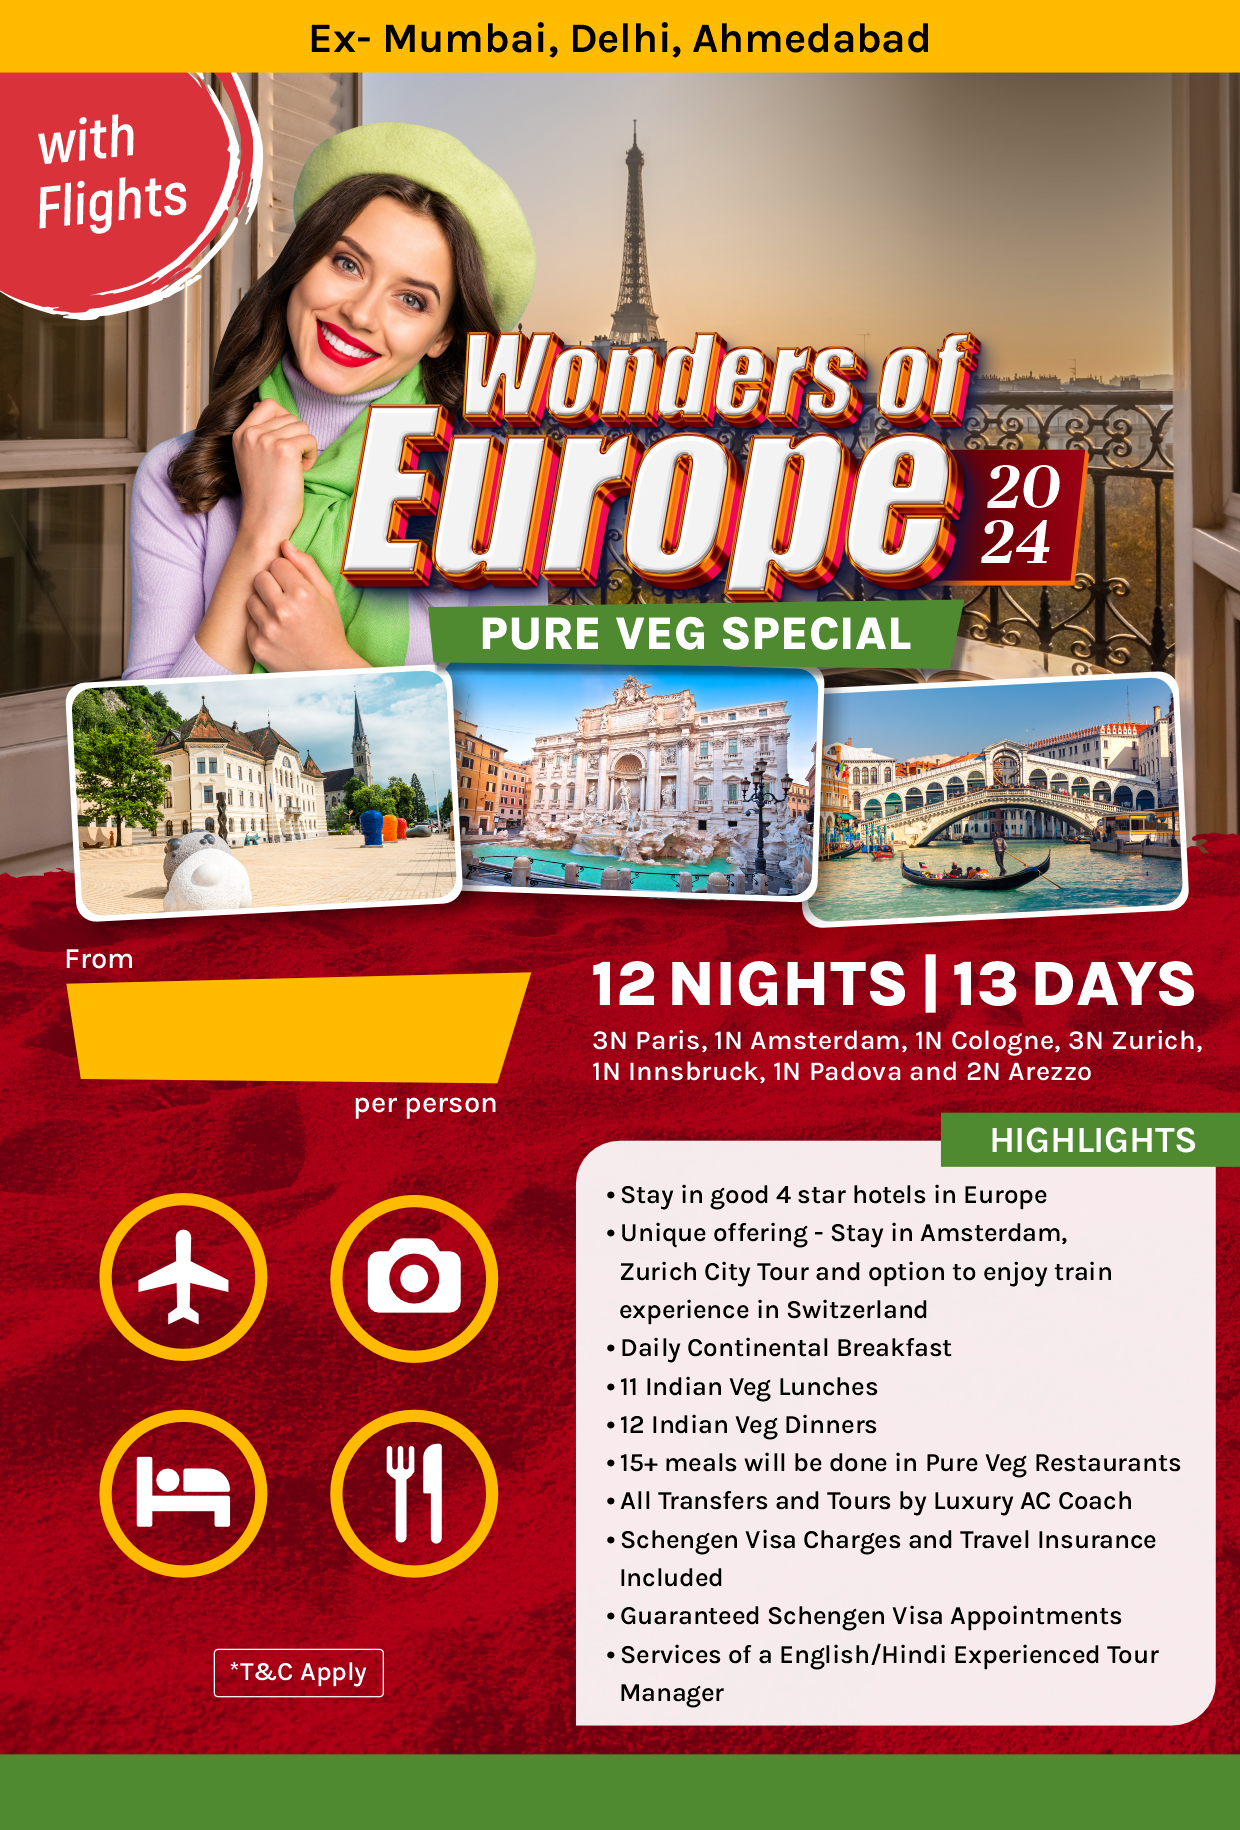 Ex- Mumbai, Delhi, Ahmedabad
with
Flights
Wonders of
Europe
20
24
PURE VEG SPECIAL
From
per person
12 NIGHTS | 13 DAYS
3N Paris, 1N Amsterdam, 1N Cologne, 3N Zurich,
1N Innsbruck, 1N Padova and 2N Arezzo
HIGHLIGHTS
• Stay in good 4 star hotels in Europe
• Unique offering - Stay in Amsterdam,
Zurich City Tour and option to enjoy train
experience in Switzerland
• Daily Continental Breakfast
• 11 Indian Veg Lunches
• 12 Indian Veg Dinners
• 15+ meals will be done in Pure Veg Restaurants
• All Transfers and Tours by Luxury AC Coach
• Schengen Visa Charges and Travel Insurance
Included
• Guaranteed Schengen Visa Appointments
• Services of a English/Hindi Experienced Tour
Manager
*T&C Apply